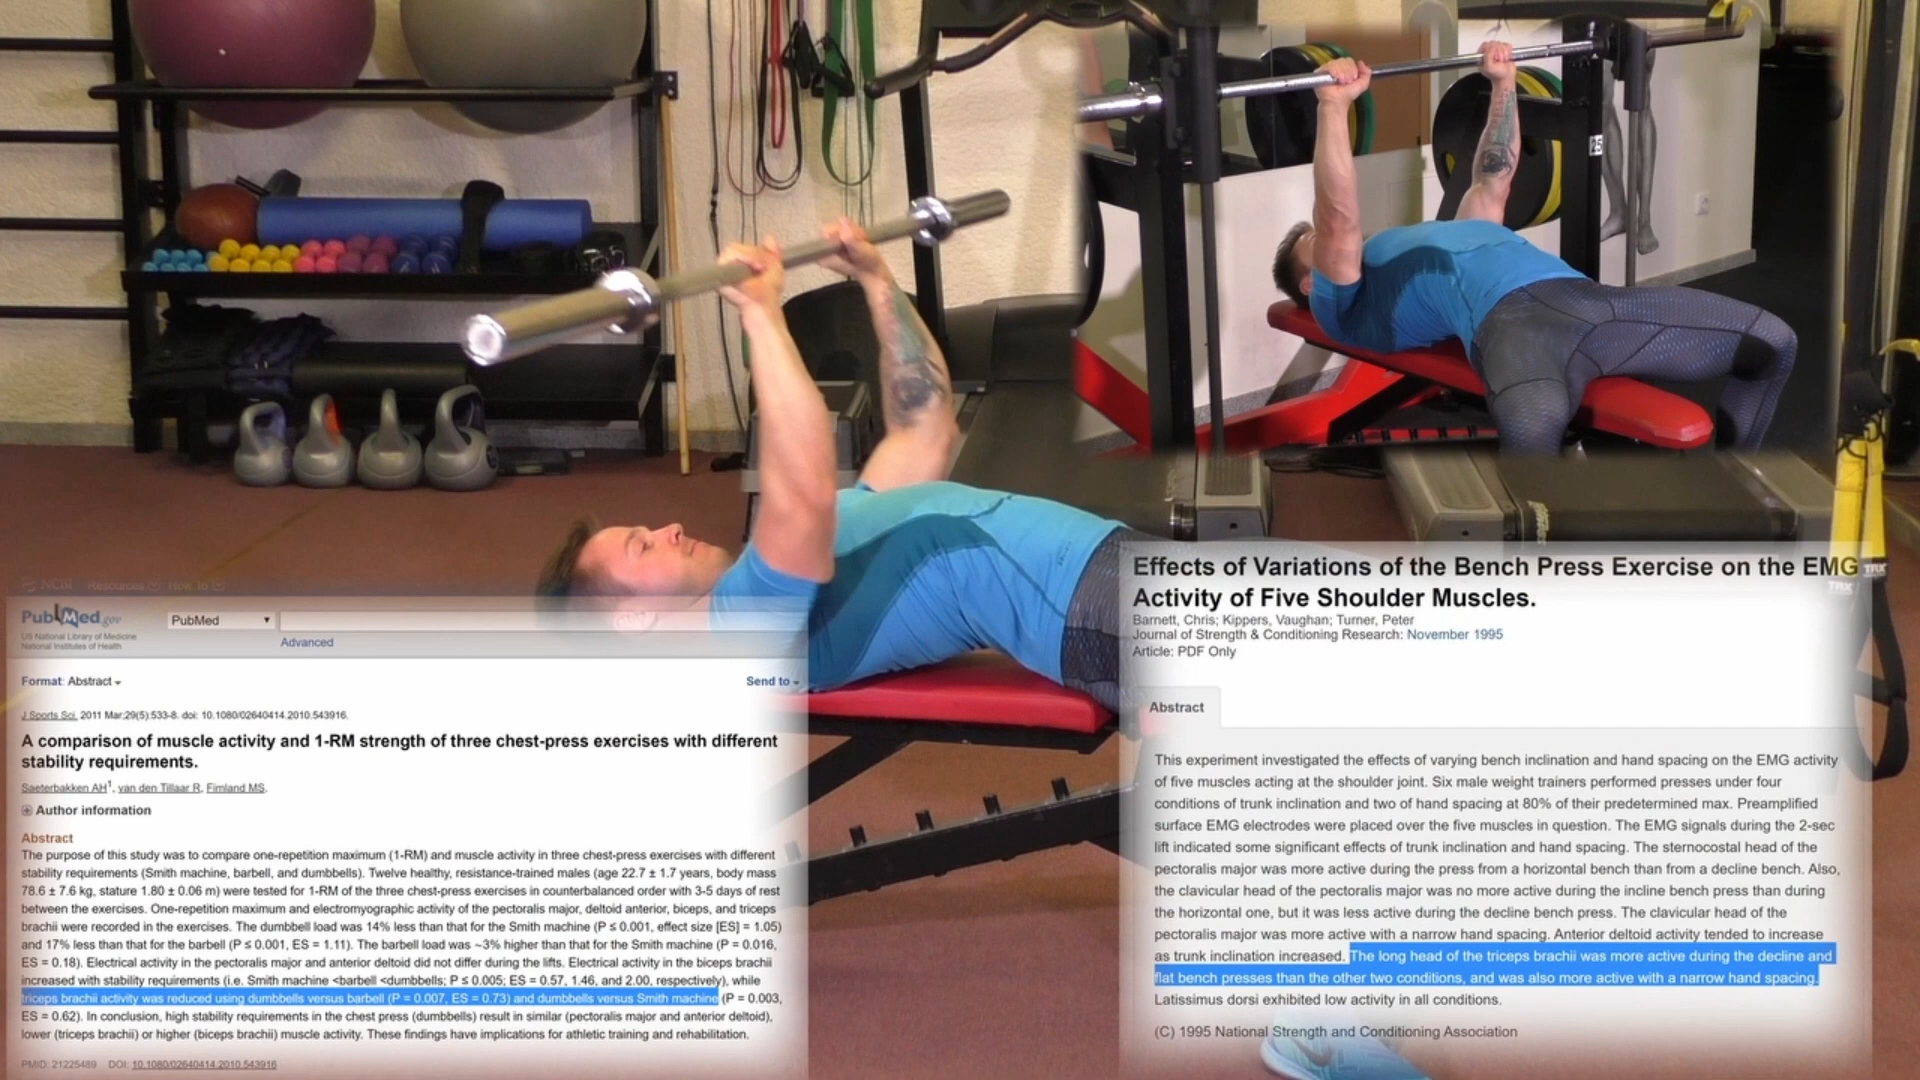 25
NCBI Resources How To
PubMed.gov
US National Library of Medicine
National Institutes of Health
PubMed
Advanced
Format: Abstract
Send to
J Sports Sci. 2011 Mar;29(5):533-8. doi: 10.1080/02640414.2010.543916.
A comparison of muscle activity and 1-RM strength of three chest-press exercises with different
stability requirements.
Saeterbakken AH1, van den Tillaar R, Fimland MS.
Author information
Abstract
The purpose of this study was to compare one-repetition maximum (1-RM) and muscle activity in three chest-press exercises with different
stability requirements (Smith machine, barbell, and dumbbells). Twelve healthy, resistance-trained males (age 22.7 ± 1.7 years, body mass
78.6 ± 7.6 kg, stature 1.80 ± 0.06 m) were tested for 1-RM of the three chest-press exercises in counterbalanced order with 3-5 days of rest
between the exercises. One-repetition maximum and electromyographic activity of the pectoralis major, deltoid anterior, biceps, and triceps
brachii were recorded in the exercises. The dumbbell load was 14% less than that for the Smith machine (P ≤ 0.001, effect size [ES] = 1.05)
and 17% less than that for the barbell (P ≤ 0.001, ES = 1.11). The barbell load was ~3% higher than that for the Smith machine (P = 0.016,
ES = 0.18). Electrical activity in the pectoralis major and anterior deltoid did not differ during the lifts. Electrical activity in the biceps brachii
increased with stability requirements (i.e. Smith machine <barbell <dumbbells; P ≤ 0.005; ES = 0.57, 1.46, and 2.00, respectively), while
triceps brachii activity was reduced using dumbbells versus barbell (P = 0.007, ES = 0.73) and dumbbells versus Smith machine (P = 0.003,
ES = 0.62). In conclusion, high stability requirements in the chest press (dumbbells) result in similar (pectoralis major and anterior deltoid),
lower (triceps brachii) or higher (biceps brachii) muscle activity. These findings have implications for athletic training and rehabilitation.
PMID: 21225489 DOI: 10.1080/02640414.2010.543916
Effects of Variations of the Bench Press Exercise on the EMG
Activity of Five Shoulder Muscles.
Barnett, Chris; Kippers, Vaughan; Turner, Peter
Journal of Strength & Conditioning Research: November 1995
Article: PDF Only
Abstract
This experiment investigated the effects of varying bench inclination and hand spacing on the EMG activity
of five muscles acting at the shoulder joint. Six male weight trainers performed presses under four
conditions of trunk inclination and two of hand spacing at 80% of their predetermined max. Preamplified
surface EMG electrodes were placed over the five muscles in question. The EMG signals during the 2-sec
lift indicated some significant effects of trunk inclination and hand spacing. The sternocostal head of the
pectoralis major was more active during the press from a horizontal bench than from a decline bench. Also,
the clavicular head of the pectoralis major was no more active during the incline bench press than during
the horizontal one, but it was less active during the decline bench press. The clavicular head of the
pectoralis major was more active with a narrow hand spacing. Anterior deltoid activity tended to increase
as trunk inclination increased. The long head of the triceps brachii was more active during the decline and
flat bench presses than the other two conditions, and was also more active with a narrow hand spacing.
Latissimus dorsi exhibited low activity in all conditions.
(C) 1995 National Strength and Conditioning Association
TRX
TRX